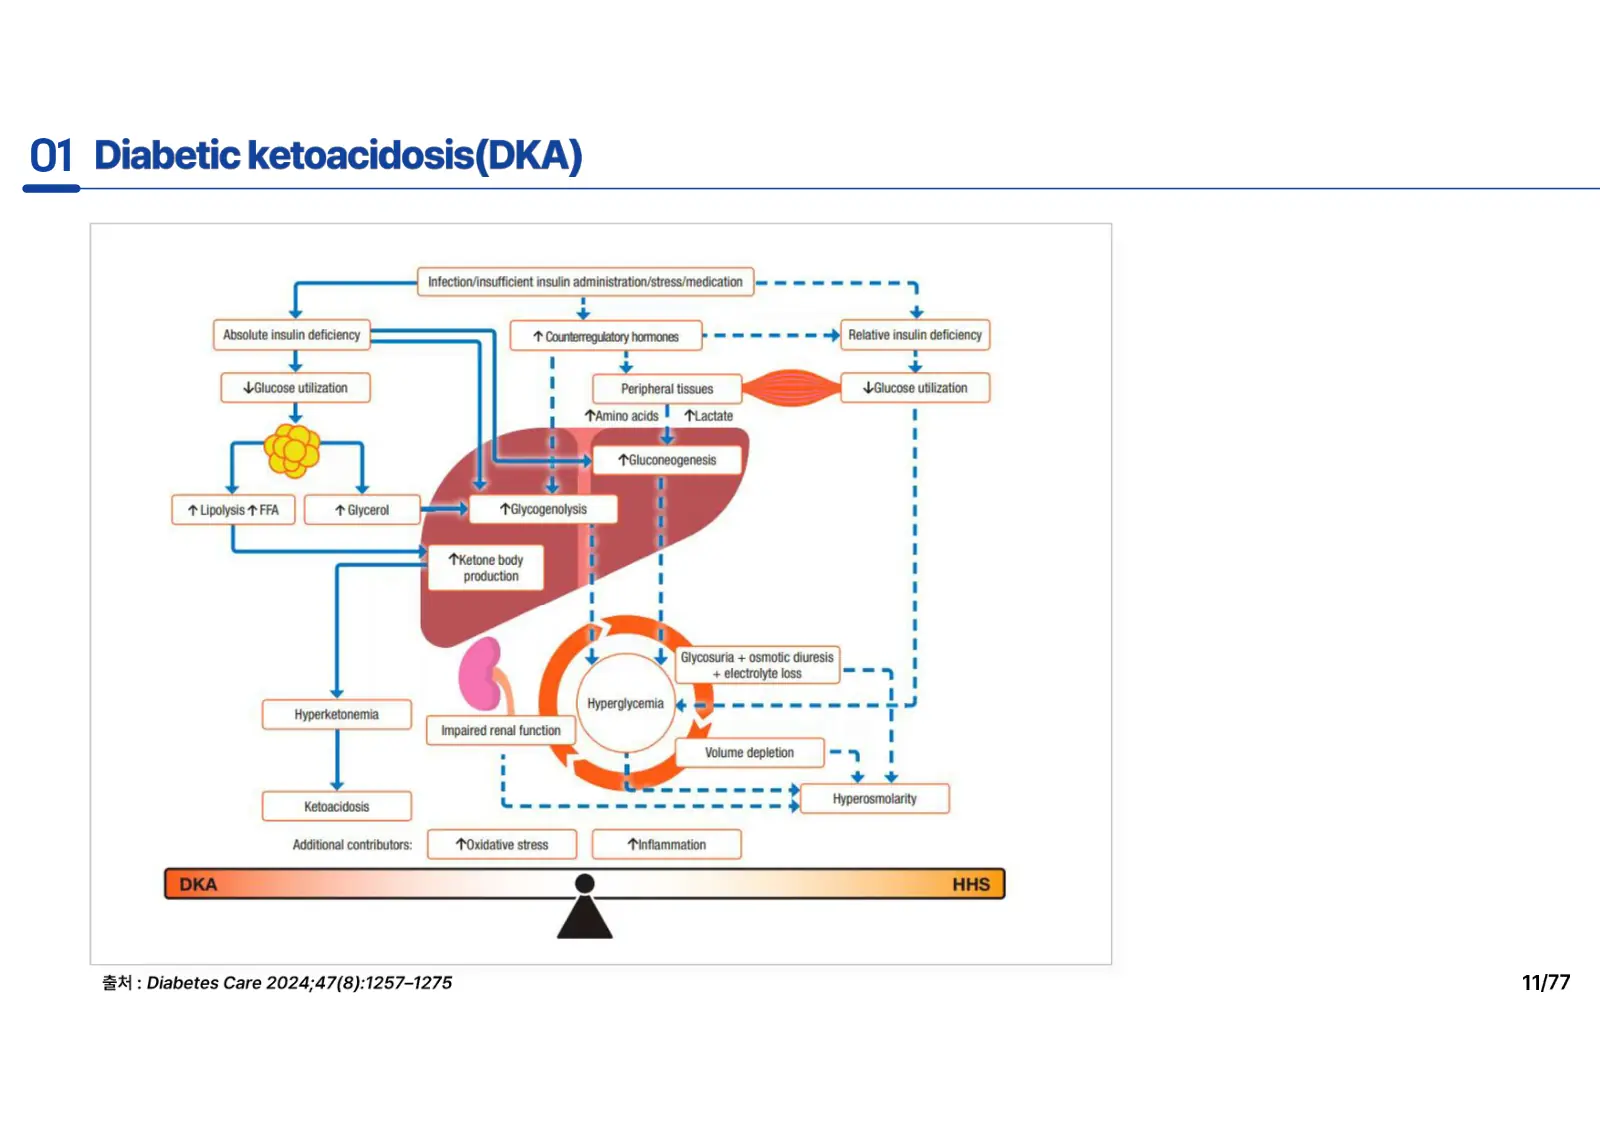 01 Diabetic ketoacidosis(DKA)
Infection/insufficient insulin administration/stress/medication
Absolute insulin deficiency
↑ Counterregulatory hormones
Relative insulin deficiency
↓Glucose utilization
Peripheral tissues
↓Glucose utilization
↑Amino acids
↑Lactate
↑Gluconeogenesis
↑ Lipolysis ↑ FFA
↑ Glycerol
↑Glycogenolysis
↑Ketone body
production
Glycosuria + osmotic diuresis
+ electrolyte loss
Hyperglycemia
Hyperketonemia
Impaired renal function
Volume depletion
Hyperosmolarity
Ketoacidosis
Additional contributors:
↑Oxidative stress
↑Inflammation
DKA
HHS
출처 : Diabetes Care 2024;47(8):1257–1275
11/77